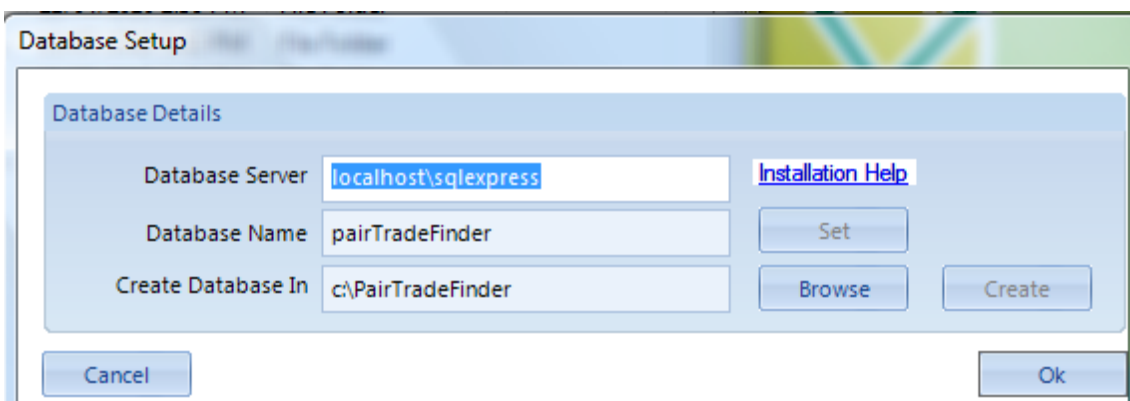 Database Setup
Database Details
Database Server localhost\sqlexpress Installation Help
Database Name pairTradeFinder Set
Create Database In c:\PairTradeFinder Browse Create
Cancel Ok